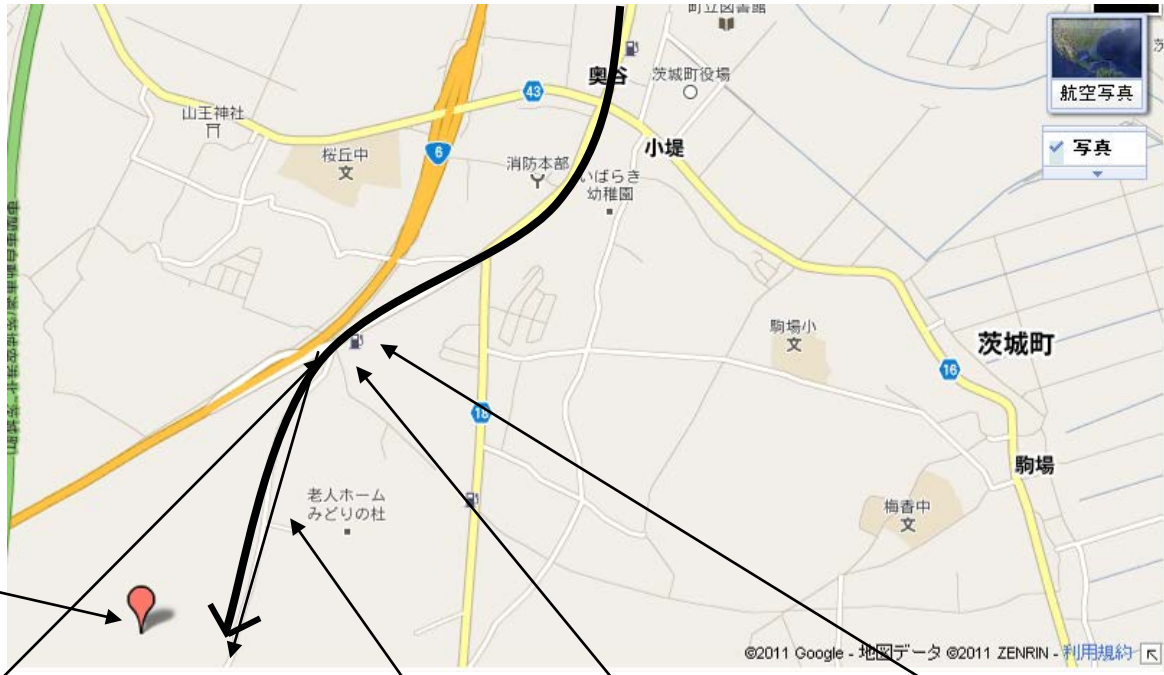 町立図書館
奥谷
茨城町役場
航空写真
43
山王神社
写真
6
小堤
桜丘中
文
消防本部
いばらき
幼稚園
駒場小
文
茨城町
16
18
駒場
老人ホーム
みどりの杜
梅香中
文
©2011 Google - 地図データ ©2011 ZENRIN - 利用規約